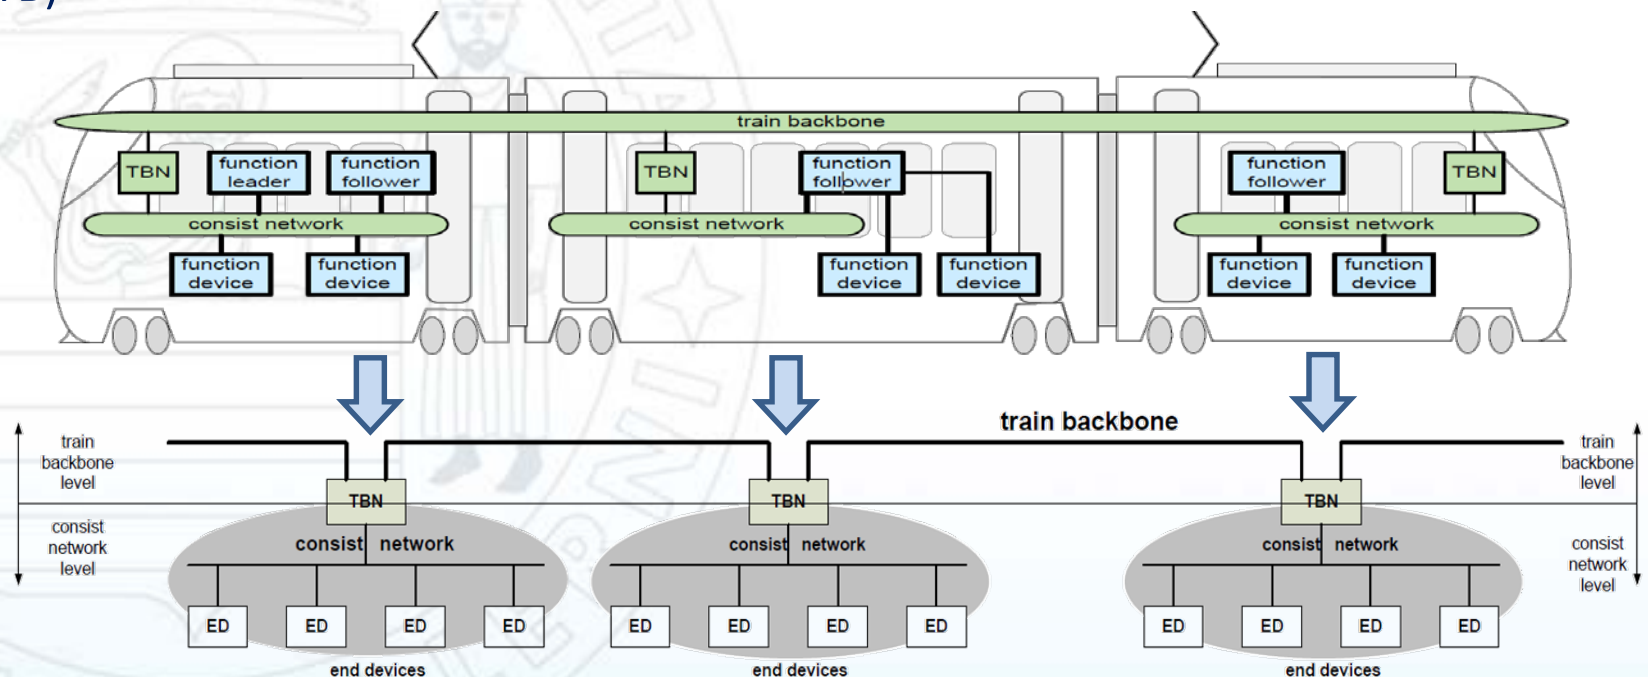 train backbone
TBN
function
leader
function
follower
TBN
function
follower
function
follower
TBN
consist network
consist network
consist network
function
device
function
device
function
device
function
device
function
device
function
device
train backbone
train
backbone
level
train
backbone
level
TBN
TBN
TBN
consist
network
level
consist network
consist network
consist network
consist
network
level
ED
ED
ED
ED
ED
ED
ED
ED
ED
ED
ED
ED
end devices
end devices
end devices